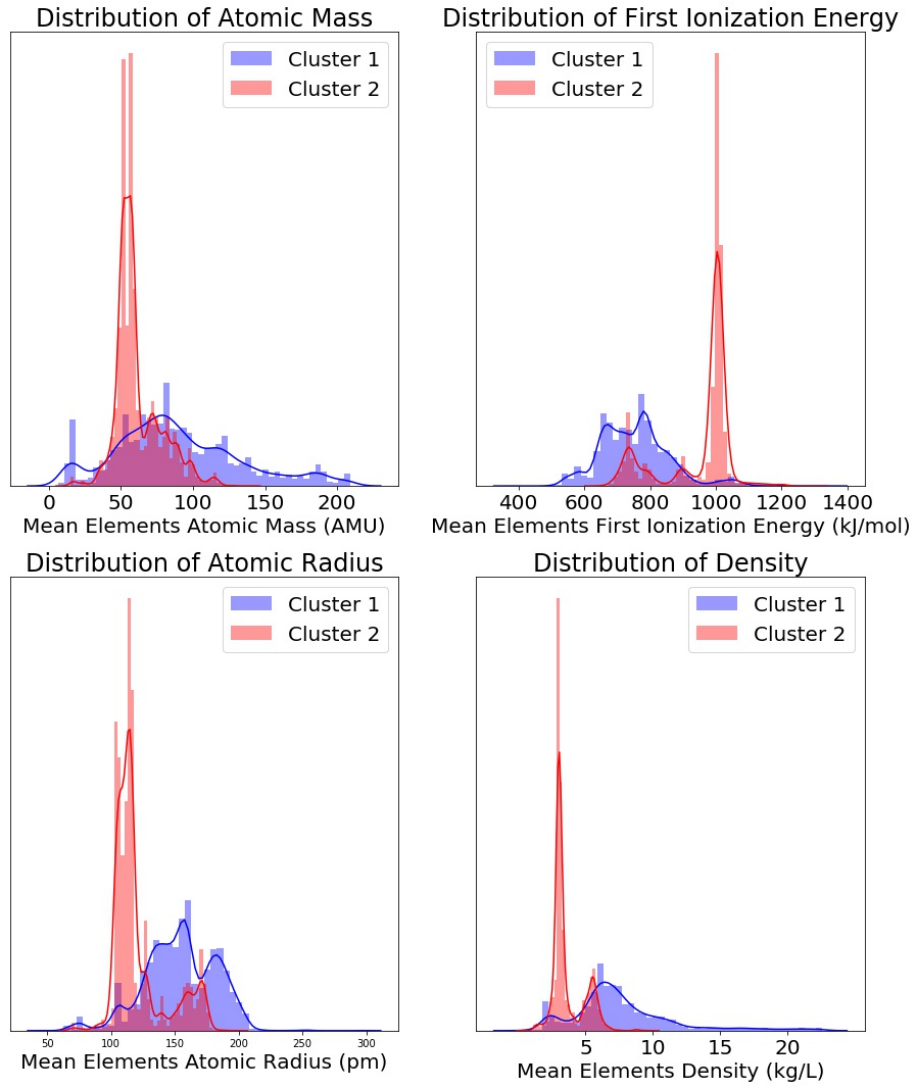 Distribution of Atomic Mass
Cluster 1
Cluster 2
0 50 100 150 200
Mean Elements Atomic Mass (AMU)
Distribution of First Ionization Energy
Cluster 1
Cluster 2
400 600 800 1000 1200 1400
Mean Elements First Ionization Energy (kJ/mol)
Distribution of Atomic Radius
Cluster 1
Cluster 2
50 100 150 200 250 300
Mean Elements Atomic Radius (pm)
Distribution of Density
Cluster 1
Cluster 2
5 10 15 20
Mean Elements Density (kg/L)